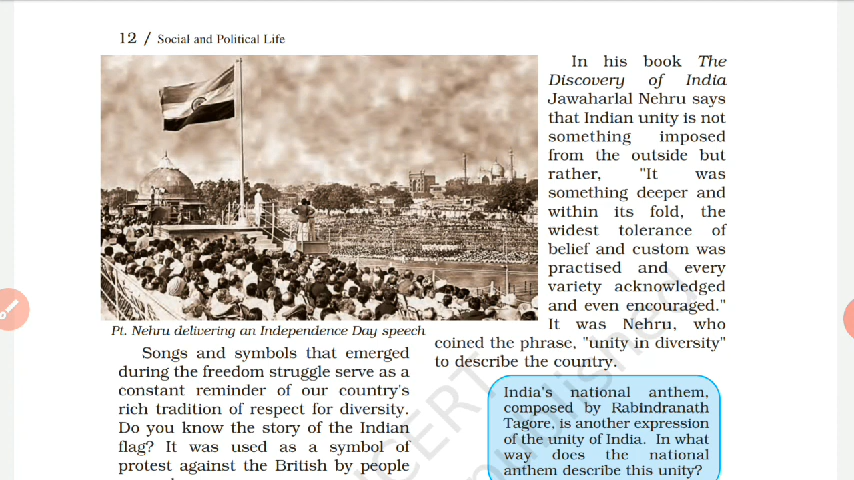 12 / Social and Political Life
In his book The
Discovery of India
Jawaharlal Nehru says
that Indian unity is not
something imposed
from the outside but
rather, "It was
something deeper and
within its fold, the
widest tolerance of
belief and custom was
practised and every
variety acknowledged
and even encouraged."
It was Nehru, who
coined the phrase, "unity in diversity"
to describe the country.
Pt. Nehru delivering an Independence Day speech
Songs and symbols that emerged
during the freedom struggle serve as a
constant reminder of our country's
rich tradition of respect for diversity.
Do you know the story of the Indian
flag? It was used as a symbol of
protest against the British by people
India's national anthem,
composed by Rabindranath
Tagore, is another expression
of the unity of India. In what
way does the national
anthem describe this unity?
NCERT
published